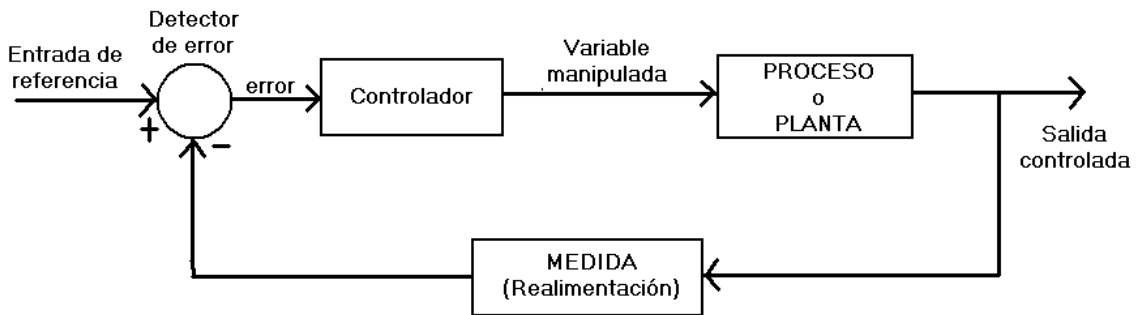 Detector
de error
Entrada de
referencia
+
−
error
Controlador
Variable
manipulada
PROCESO
o
PLANTA
Salida
controlada
MEDIDA
(Realimentación)